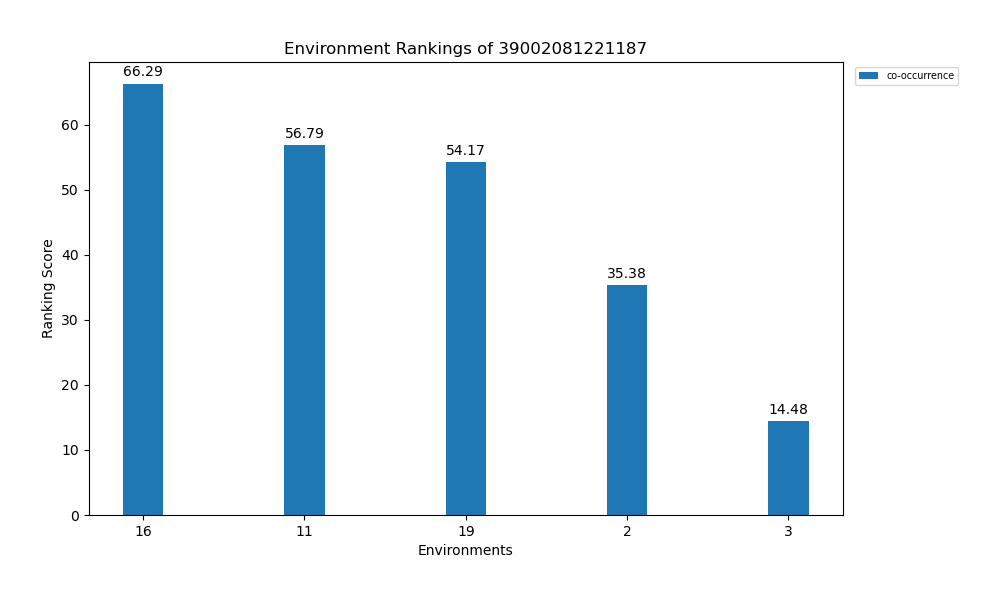 Environment Rankings of 39002081221187
co-occurrence
66.29
56.79
54.17
35.38
14.48
Ranking Score
60
50
40
30
20
10
0
16 11 19 2 3
Environments